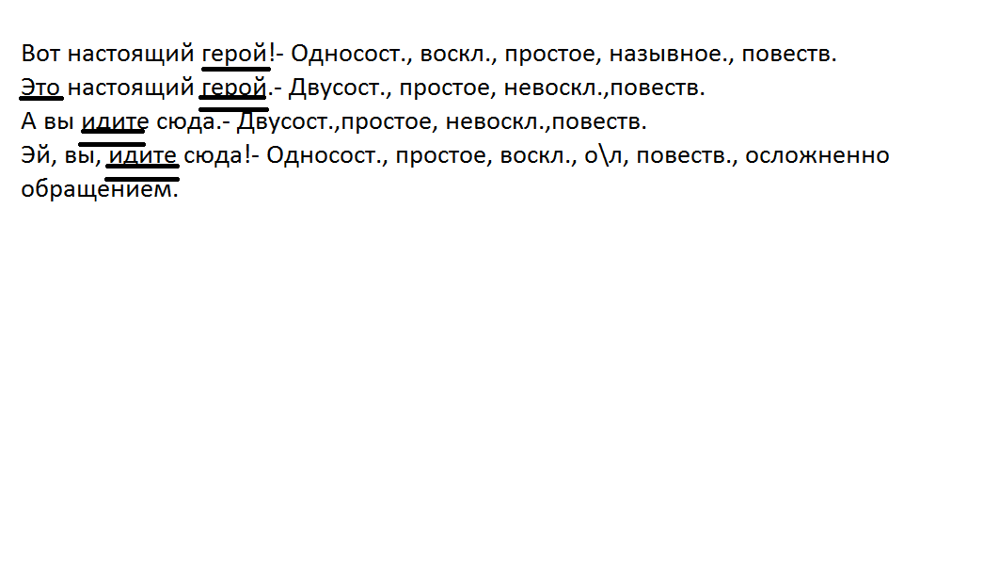 Вот настоящий герой!- Односост., воскл., простое, назывное., повеств.
Это настоящий герой.- Двусост., простое, невоскл.,повеств.
А вы идите сюда.- Двусост.,простое, невоскл.,повеств.
Эй, вы, идите сюда!- Односост., простое, воскл., о\л, повеств., осложненно
обращением.